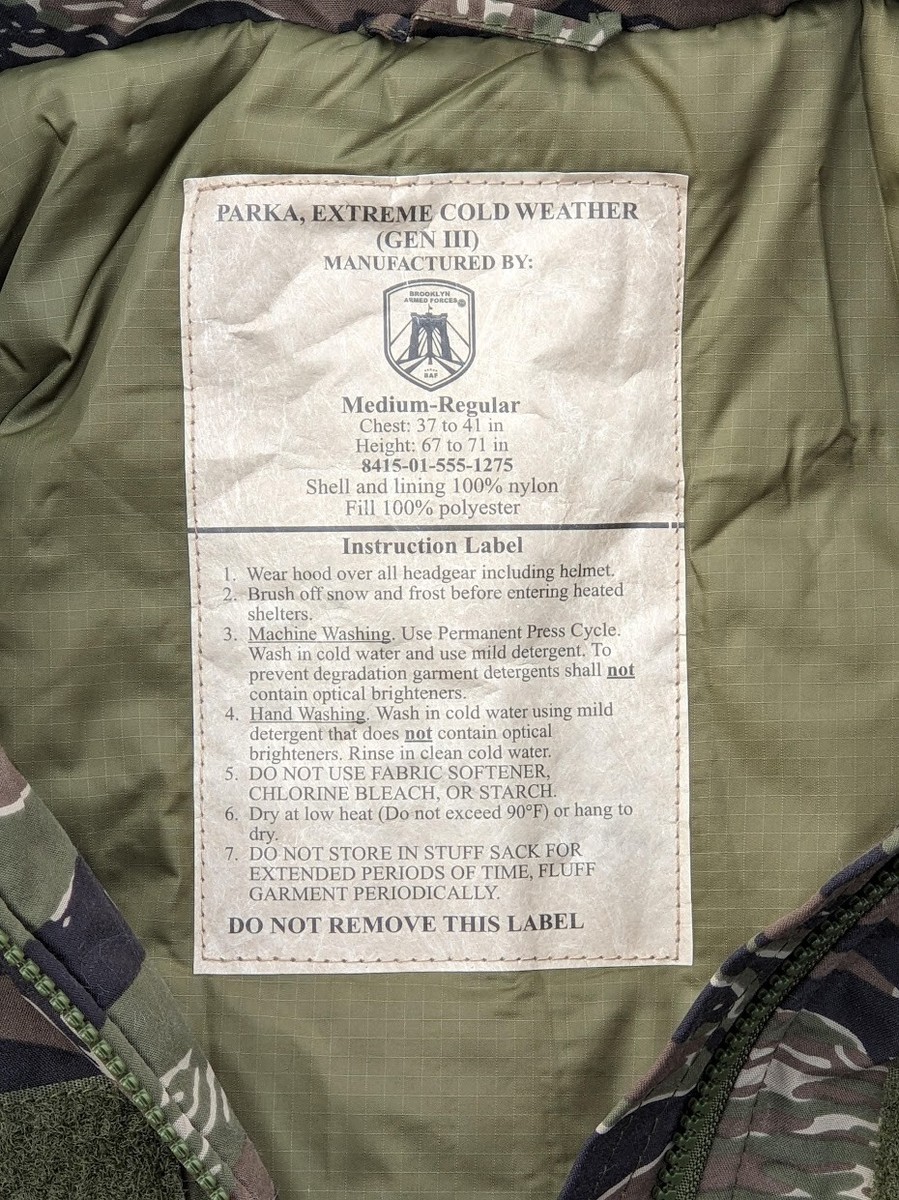 PARKA, EXTREME COLD WEATHER
(GEN III)
MANUFACTURED BY:
BROOKLYN
ARMED FORCES
BAF
Medium-Regular
Chest: 37 to 41 in
Height: 67 to 71 in
8415-01-555-1275
Shell and lining 100% nylon
Fill 100% polyester
Instruction Label
1. Wear hood over all headgear including helmet.
2. Brush off snow and frost before entering heated
shelters.
3. Machine Washing. Use Permanent Press Cycle.
Wash in cold water and use mild detergent. To
prevent degradation garment detergents shall not
contain optical brighteners.
4. Hand Washing. Wash in cold water using mild
detergent that does not contain optical
brighteners. Rinse in clean cold water.
5. DO NOT USE FABRIC SOFTENER,
CHLORINE BLEACH, OR STARCH.
6. Dry at low heat (Do not exceed 90°F) or hang to
dry.
7. DO NOT STORE IN STUFF SACK FOR
EXTENDED PERIODS OF TIME, FLUFF
GARMENT PERIODICALLY.
DO NOT REMOVE THIS LABEL